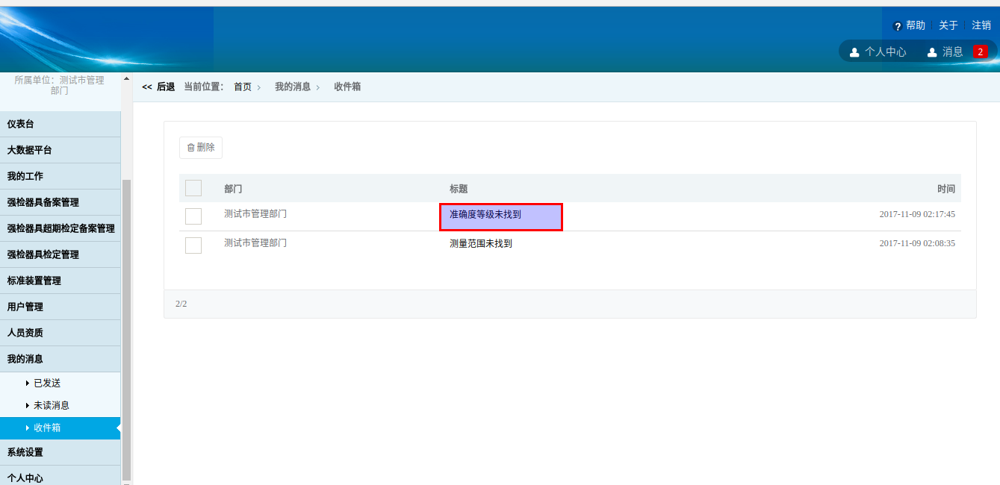 ? 帮助 关于 注销
个人中心 消息 2
所属单位：测试市管理
部门
<< 后退 当前位置： 首页 > 我的消息 > 收件箱
仪表台
大数据平台
我的工作
强检器具备案管理
强检器具超期检定备案管理
强检器具检定管理
标准装置管理
用户管理
人员资质
我的消息
已发送
未读消息
收件箱
系统设置
个人中心
删除
部门 标题 时间
测试市管理部门 准确度等级未找到 2017-11-09 02:17:45
测试市管理部门 测量范围未找到 2017-11-09 02:08:35
2/2